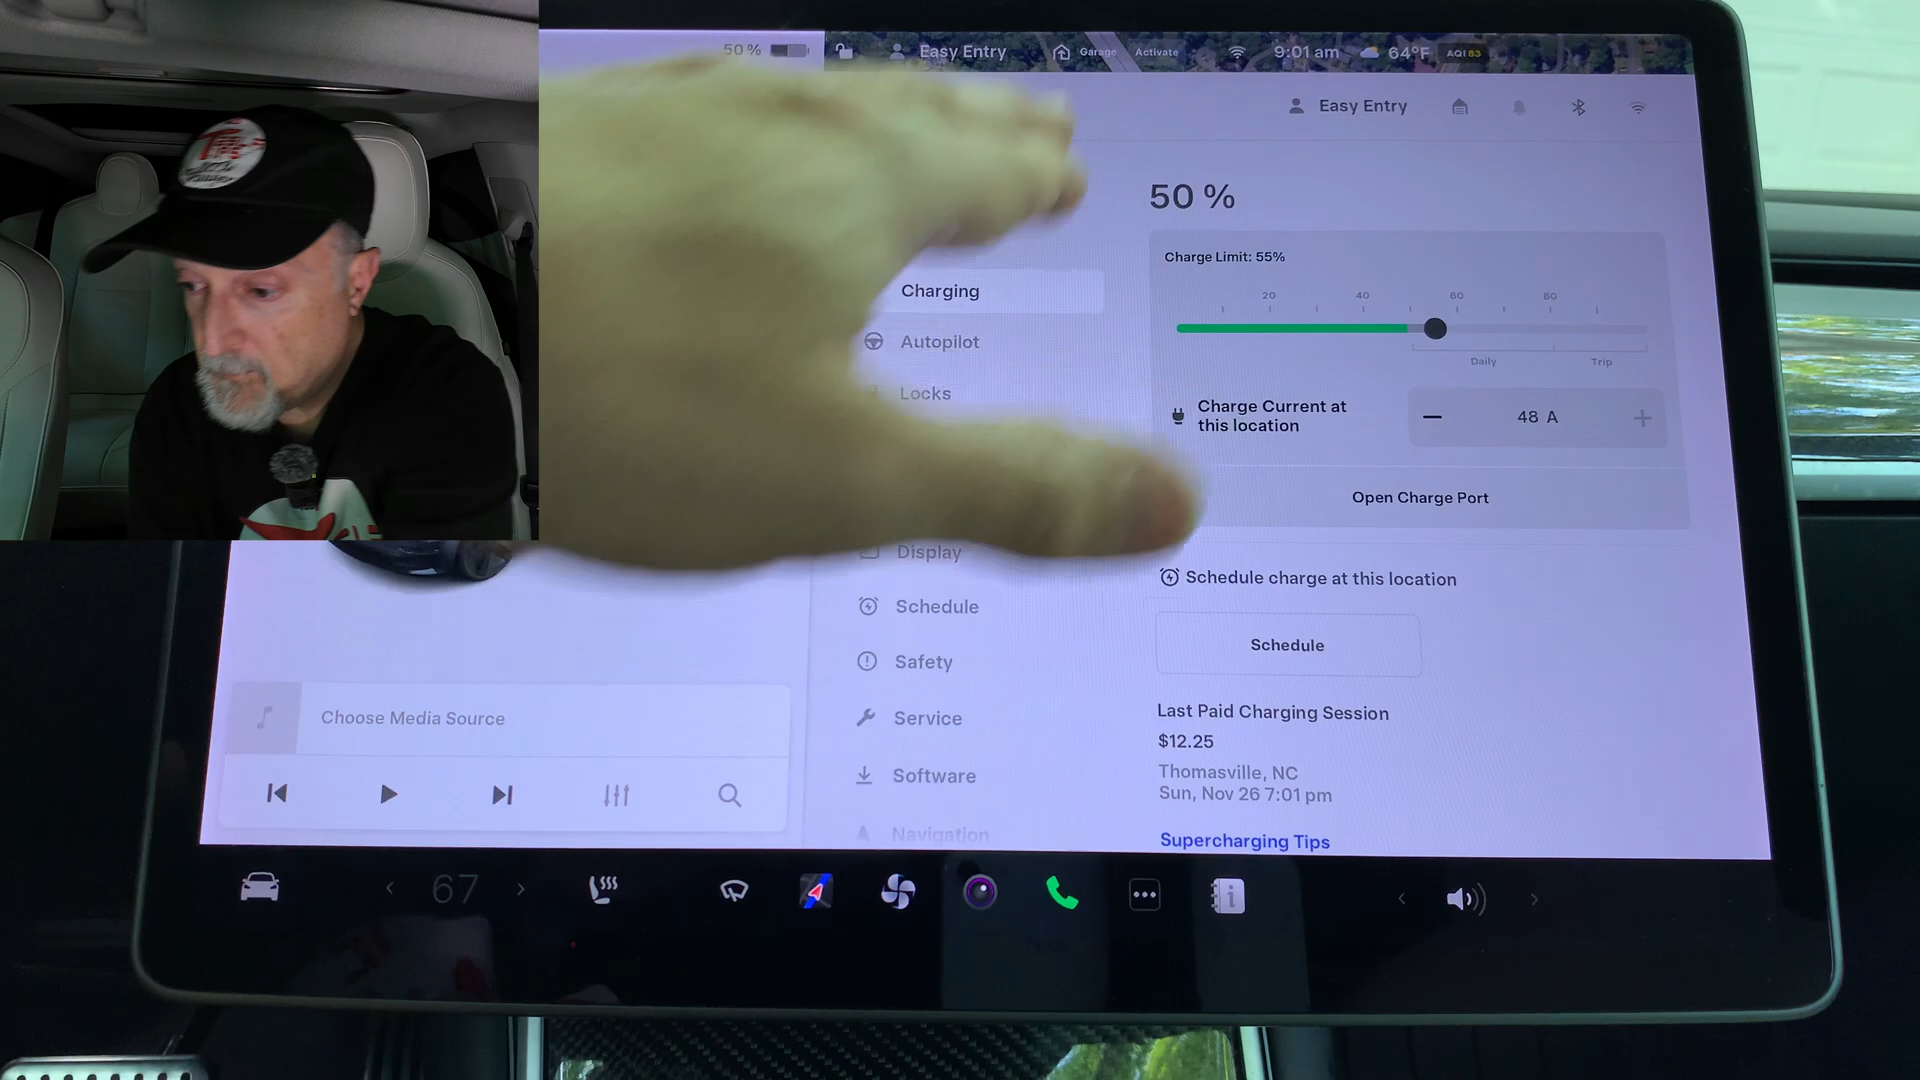 50 %
Easy Entry
Garage
Activate
9:01 am
64°F
AQI 83
Easy Entry
50 %
Charging
Autopilot
Locks
Display
Schedule
Safety
Service
Software
Navigation
Charge Limit: 55%
20 40 60 80
Daily Trip
Charge Current at
this location
48 A
Open Charge Port
Schedule charge at this location
Schedule
Last Paid Charging Session
$12.25
Thomasville, NC
Sun, Nov 26 7:01 pm
Supercharging Tips
Choose Media Source
67